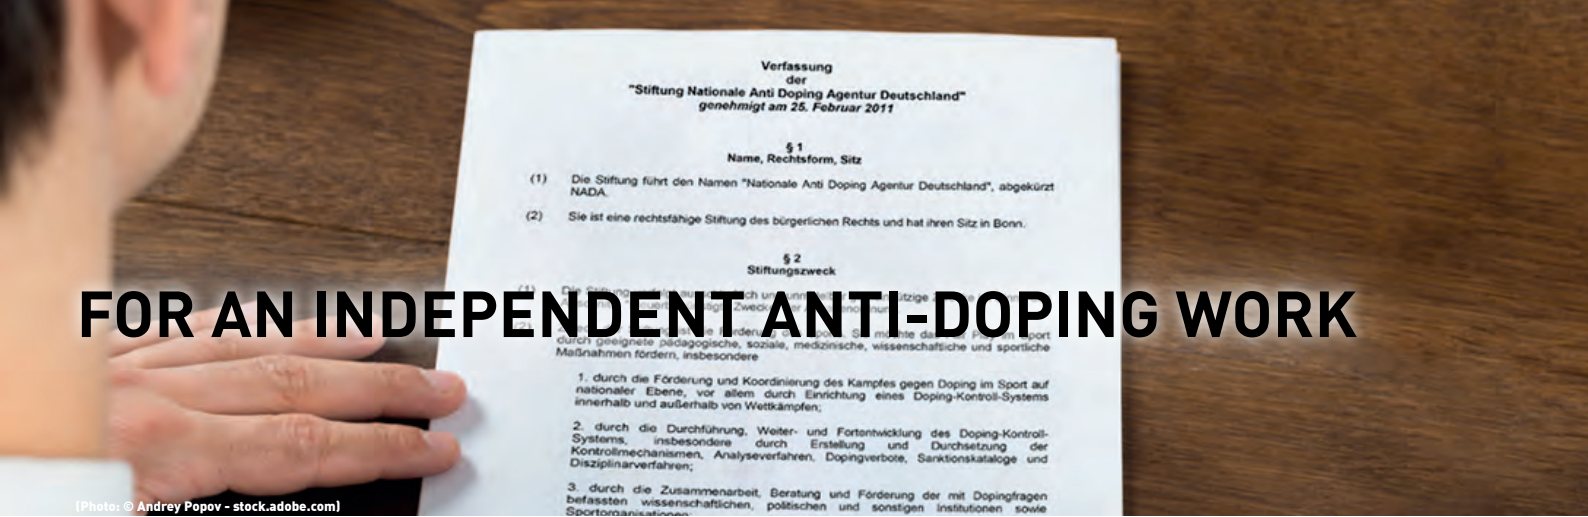 Verfassung
der
"Stiftung Nationale Anti Doping Agentur Deutschland"
genehmigt am 25. Februar 2011
§ 1
Name, Rechtsform, Sitz
(1) Die Stiftung führt den Namen "Nationale Anti Doping Agentur Deutschland", abgekürzt
NADA.
(2) Sie ist eine rechtsfähige Stiftung des bürgerlichen Rechts und hat ihren Sitz in Bonn.
§ 2
Stiftungszweck
FOR AN INDEPENDENT ANTI-DOPING WORK
durch geeignete pädagogische, soziale, medizinische, wissenschaftliche und sportliche
Maßnahmen fördern, insbesondere
1. durch die Förderung und Koordinierung des Kampfes gegen Doping im Sport auf
nationaler Ebene, vor allem durch Einrichtung eines Doping-Kontroll-Systems
innerhalb und außerhalb von Wettkämpfen;
2. durch die Durchführung, Weiter- und Fortentwicklung des Doping-Kontroll-
Systems, insbesondere durch Erstellung und Durchsetzung der
Kontrollmechanismen, Analyseverfahren, Dopingverbote, Sanktionskataloge und
Disziplinarverfahren;
3. durch die Zusammenarbeit, Beratung und Förderung der mit Dopingfragen
befassten wissenschaftlichen, politischen und sonstigen Institutionen sowie
Sportorganisationen;
(Photo: © Andrey Popov - stock.adobe.com)